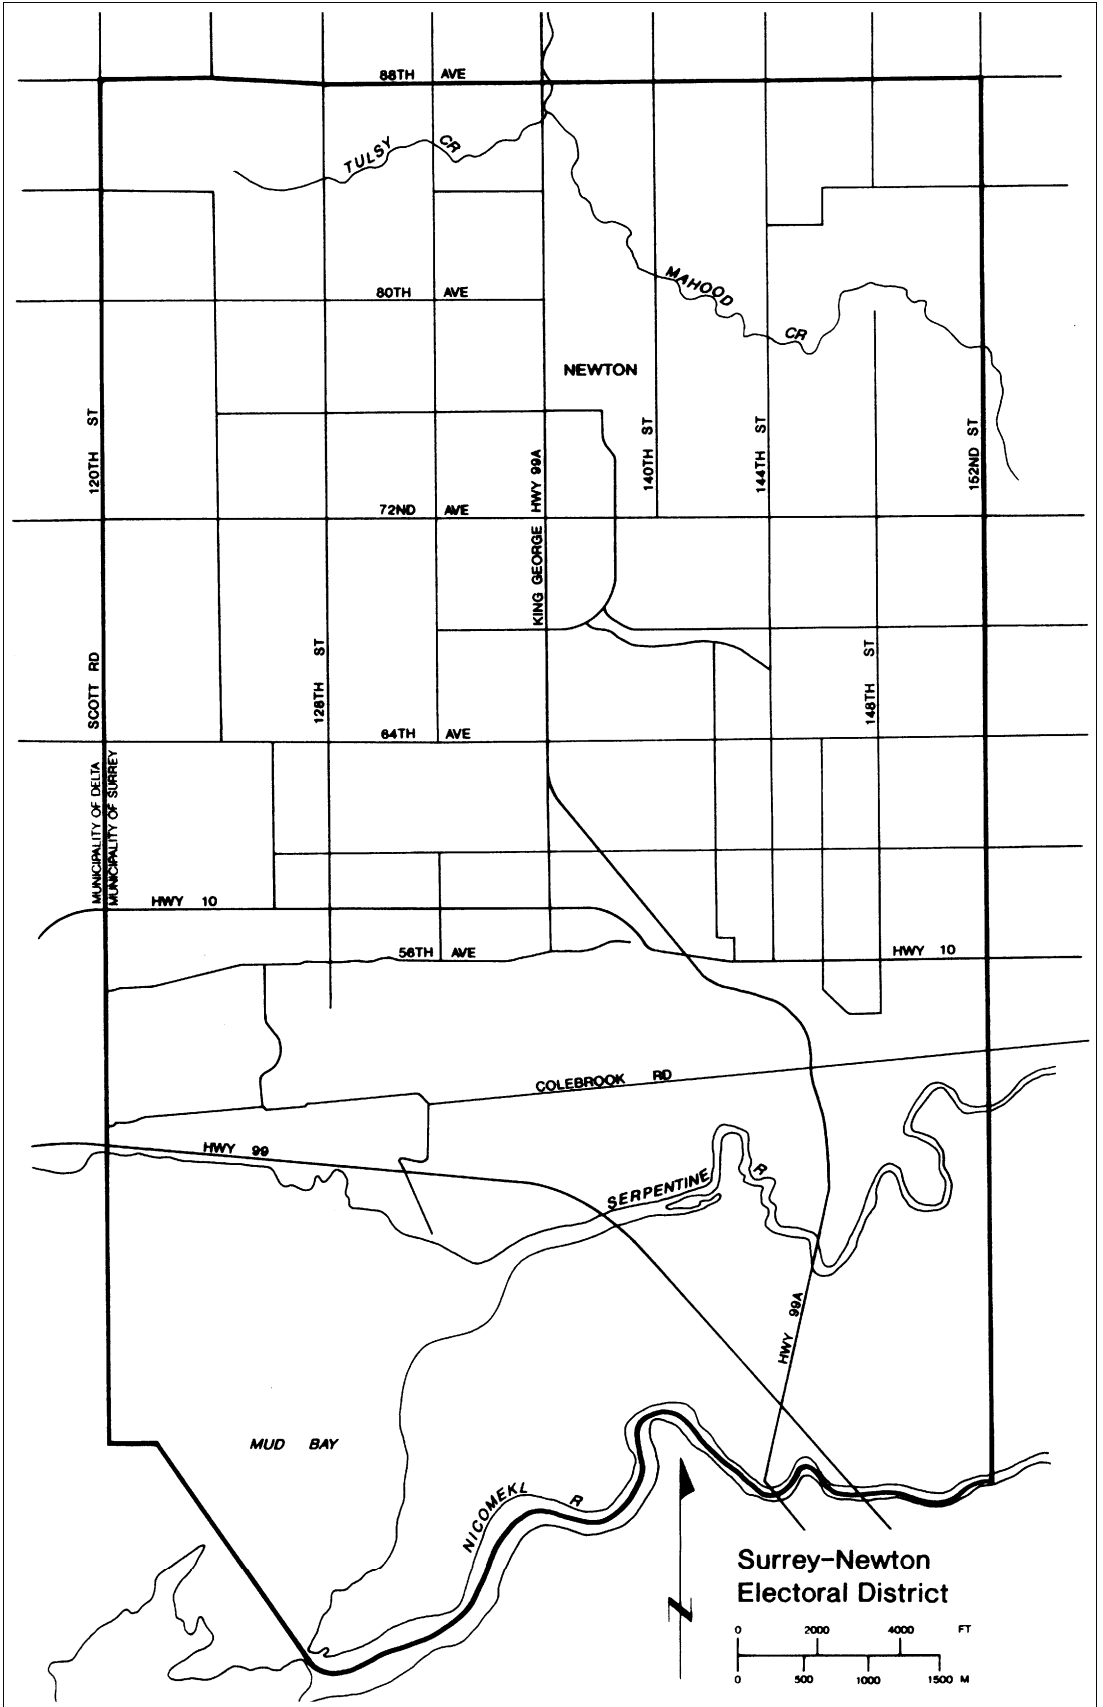 88TH AVE
TULSY CR
MAHOOD CR
80TH AVE
NEWTON
120TH ST
140TH ST
144TH ST
152ND ST
KING GEORGE HWY 99A
72ND AVE
SCOTT RD
128TH ST
148TH ST
64TH AVE
MUNICIPALITY OF DELTA
MUNICIPALITY OF SURREY
HWY 10
56TH AVE
HWY 10
COLEBROOK RD
HWY 99
SERPENTINE R
HWY 99A
MUD BAY
NICOMEKL R
N
Surrey-Newton
Electoral District
0 2000 4000 FT
0 500 1000 1500 M